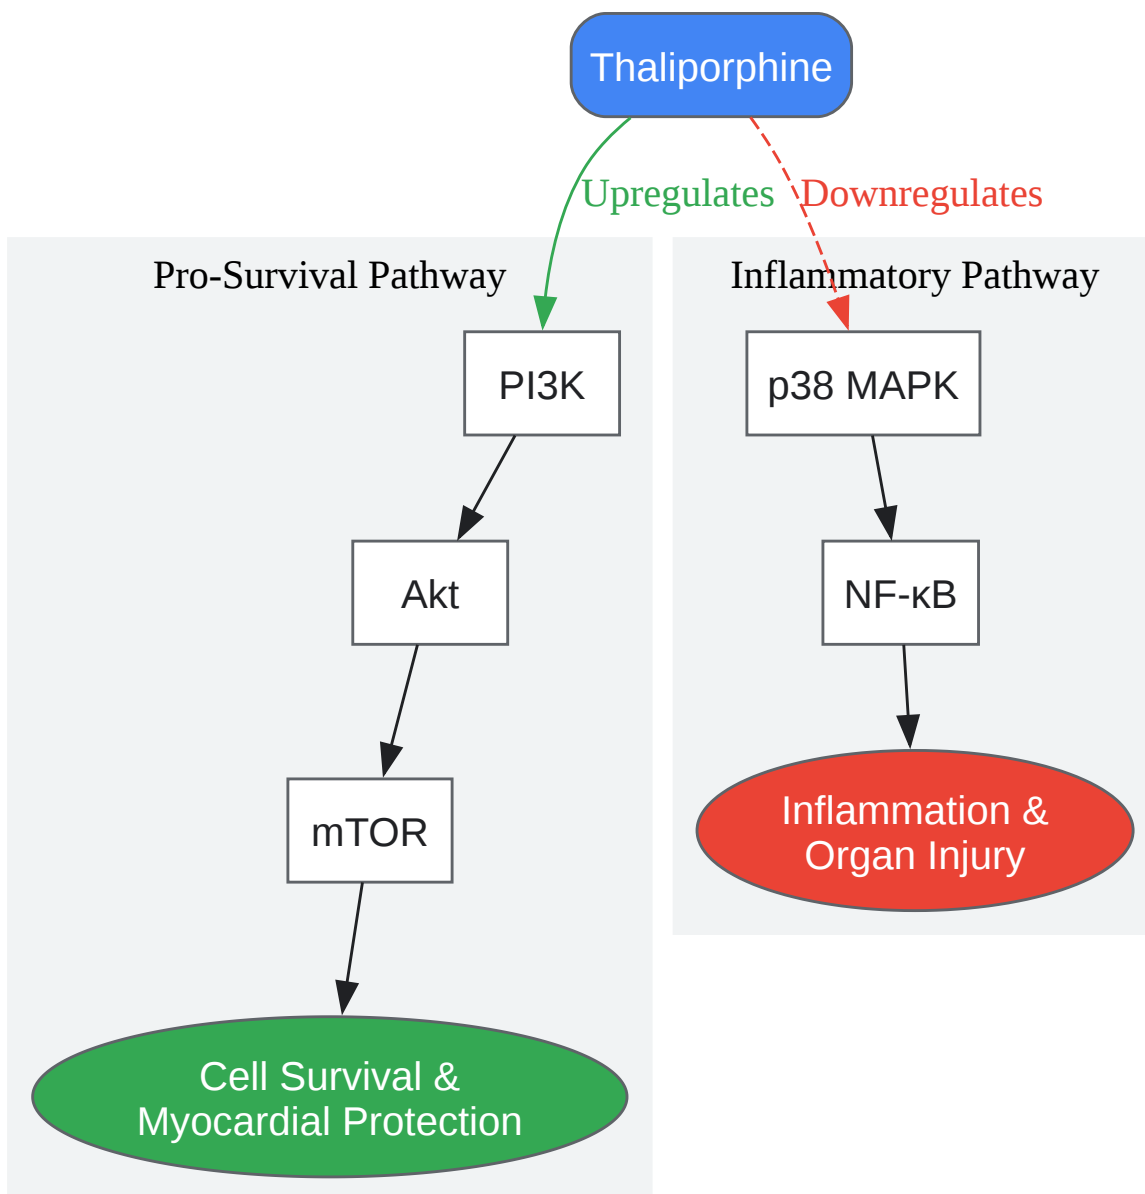 Thaliporphine
Upregulates
Downregulates
Pro-Survival Pathway
Inflammatory Pathway
PI3K
p38 MAPK
Akt
NF-κB
mTOR
Inflammation &
Organ Injury
Cell Survival &
Myocardial Protection